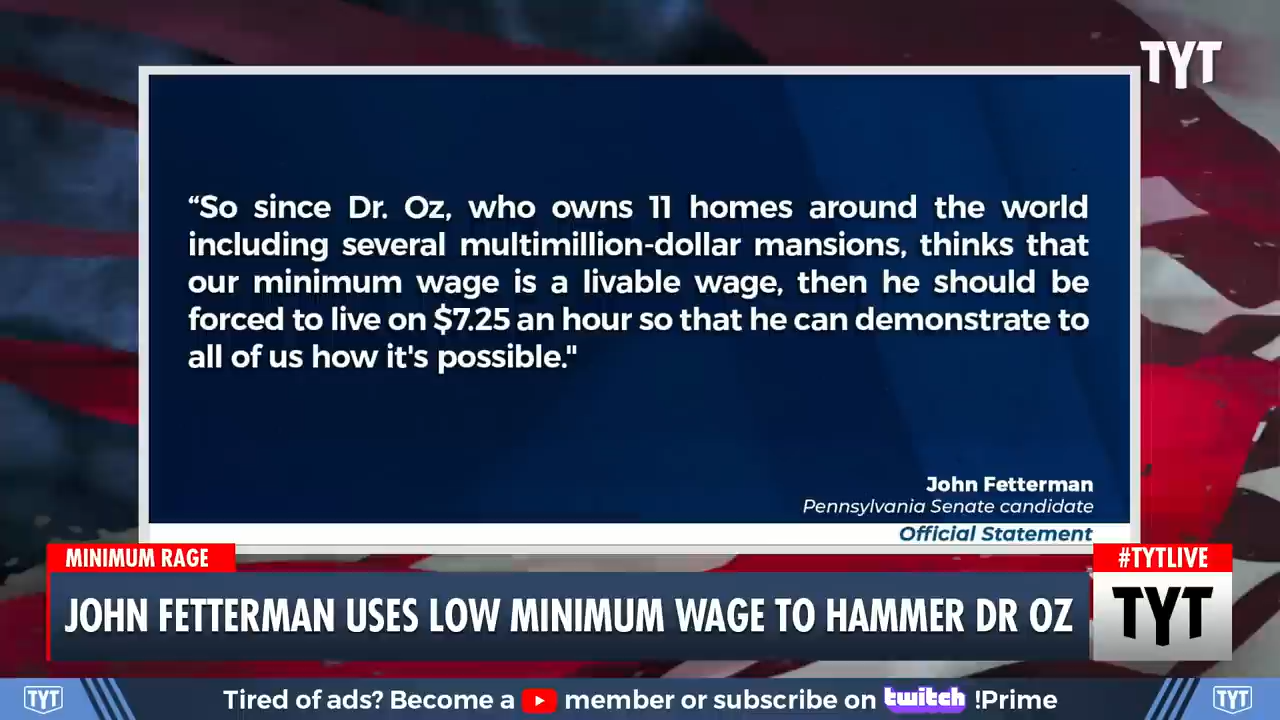 TYT
“So since Dr. Oz, who owns 11 homes around the world
including several multimillion-dollar mansions, thinks that
our minimum wage is a livable wage, then he should be
forced to live on $7.25 an hour so that he can demonstrate to
all of us how it's possible."
John Fetterman
Pennsylvania Senate candidate
Official Statement
MINIMUM RAGE
#TYTLIVE
JOHN FETTERMAN USES LOW MINIMUM WAGE TO HAMMER DR OZ
TYT
TYT
Tired of ads? Become a member or subscribe on twitch !Prime
TYT